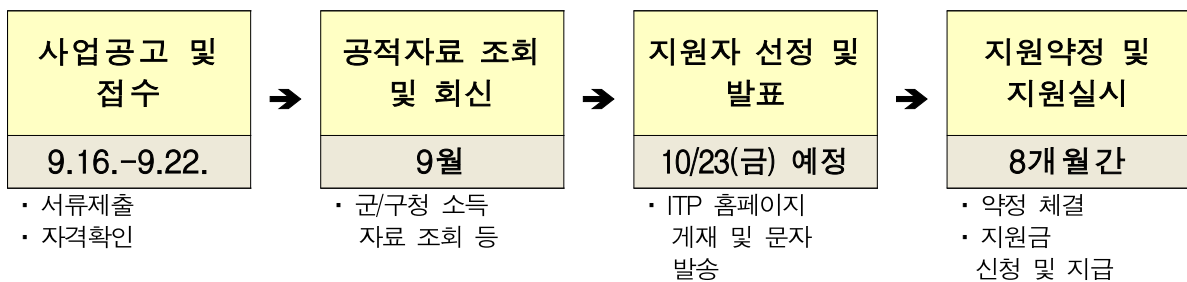 사업공고 및
접수
➔
공적자료 조회
및 회신
➔
지원자 선정 및
발표
➔
지원약정 및
지원실시
9.16.-9.22.
9월
10/23(금) 예정
8개월간
· 서류제출
· 자격확인
· 군/구청 소득
자료 조회 등
· ITP 홈페이지
게재 및 문자
발송
· 약정 체결
· 지원금
신청 및 지급